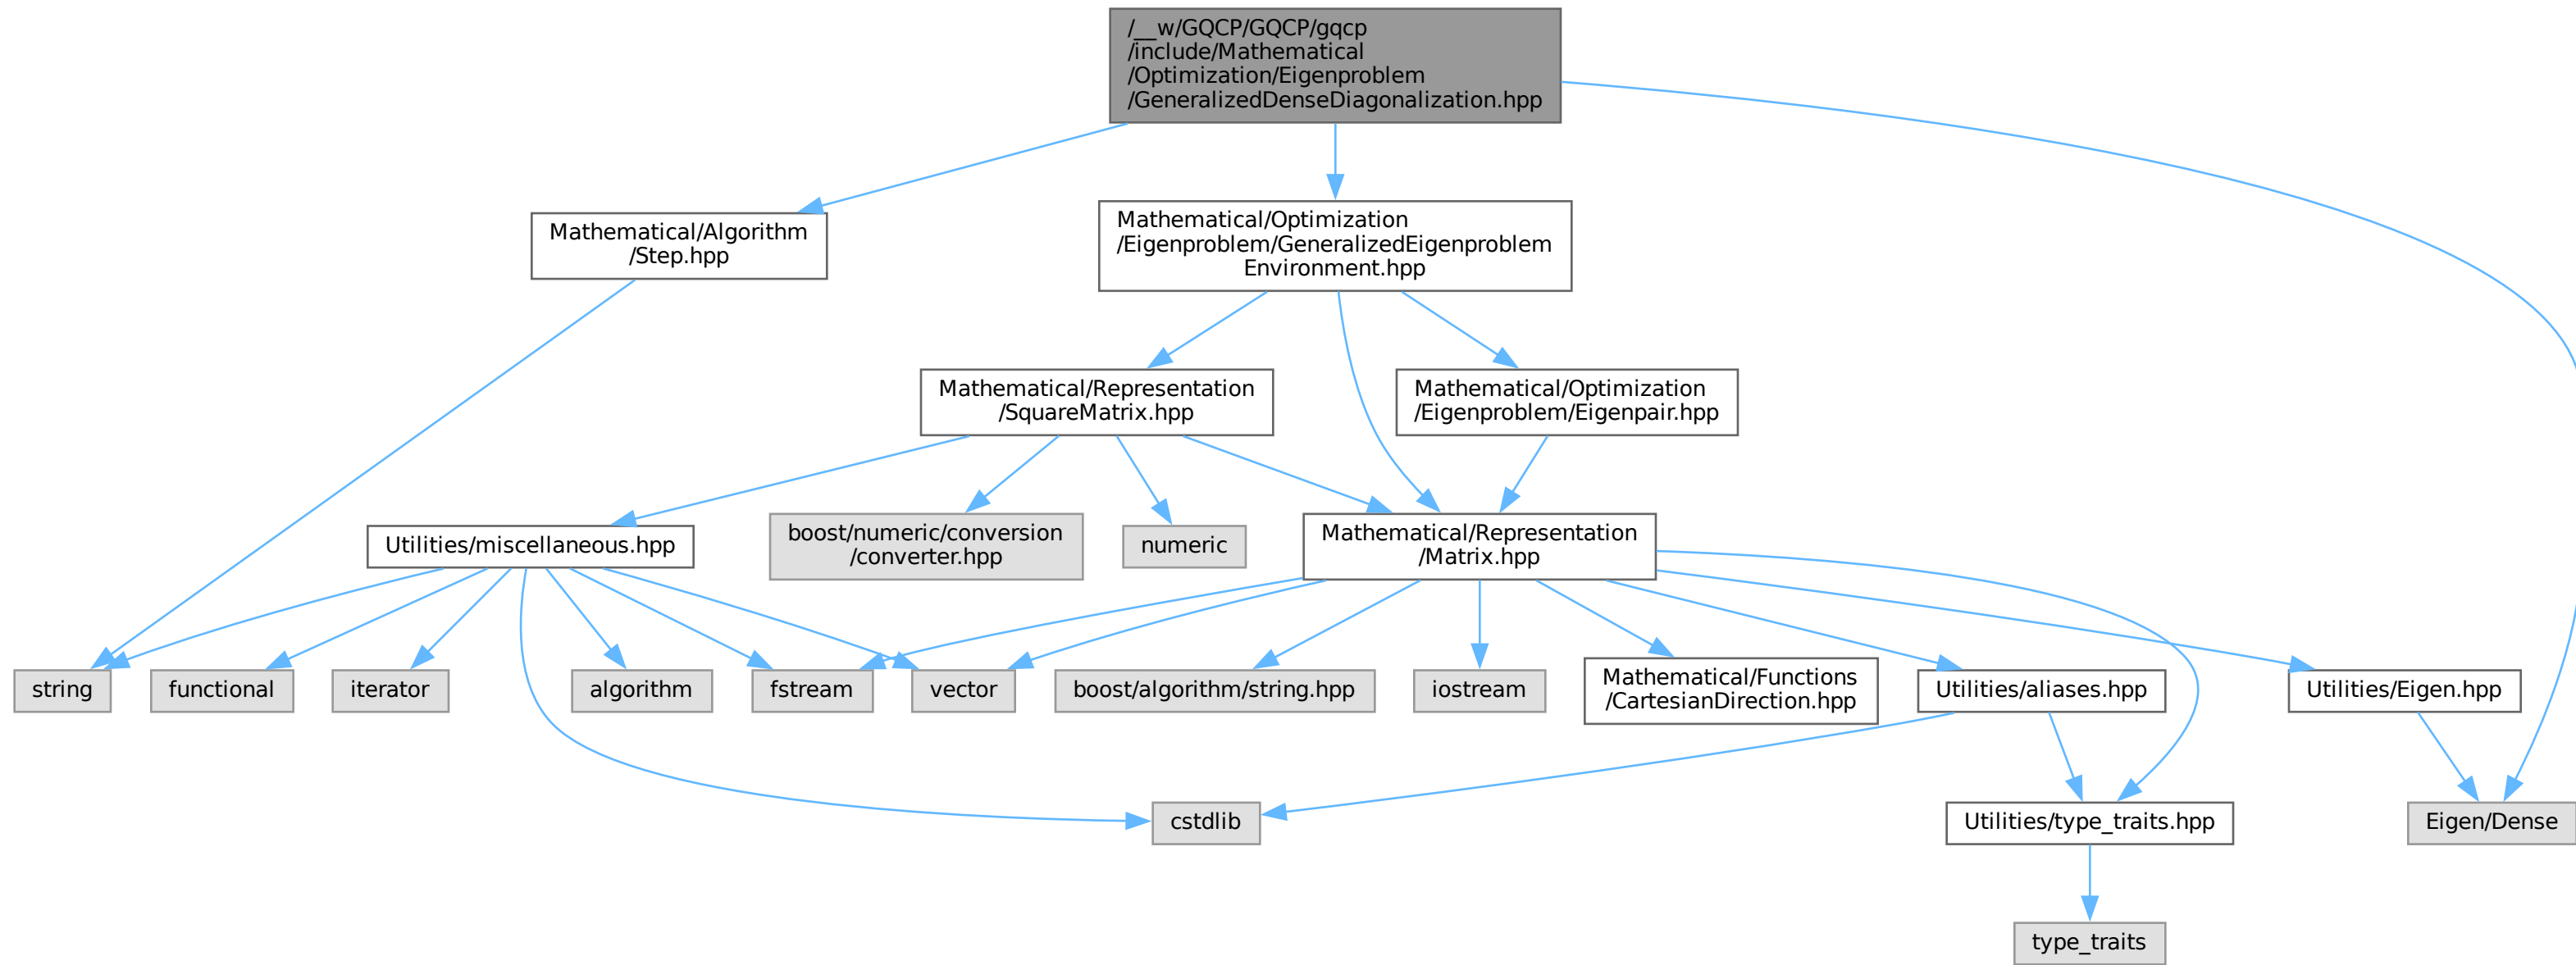 /__w/GQCP/GQCP/gqcp
/include/Mathematical
/Optimization/Eigenproblem
/GeneralizedDenseDiagonalization.hpp
Mathematical/Algorithm
/Step.hpp
Mathematical/Optimization
/Eigenproblem/GeneralizedEigenproblem
Environment.hpp
Mathematical/Representation
/SquareMatrix.hpp
Mathematical/Optimization
/Eigenproblem/Eigenpair.hpp
Utilities/miscellaneous.hpp
boost/numeric/conversion
/converter.hpp
numeric
Mathematical/Representation
/Matrix.hpp
string
functional
iterator
algorithm
fstream
vector
boost/algorithm/string.hpp
iostream
Mathematical/Functions
/CartesianDirection.hpp
Utilities/aliases.hpp
Utilities/Eigen.hpp
cstdlib
Utilities/type_traits.hpp
Eigen/Dense
type_traits